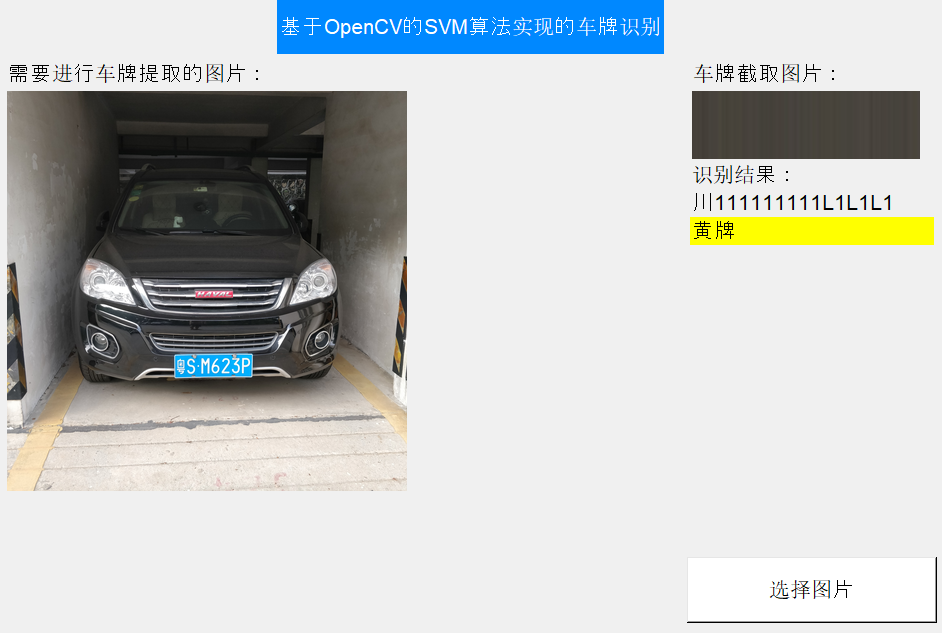 基于OpenCV的SVM算法实现的车牌识别
需要进行车牌提取的图片：
HAVAL
粤S·M623P
车牌截取图片：
识别结果：
川111111111L1L1L1
黄牌
选择图片